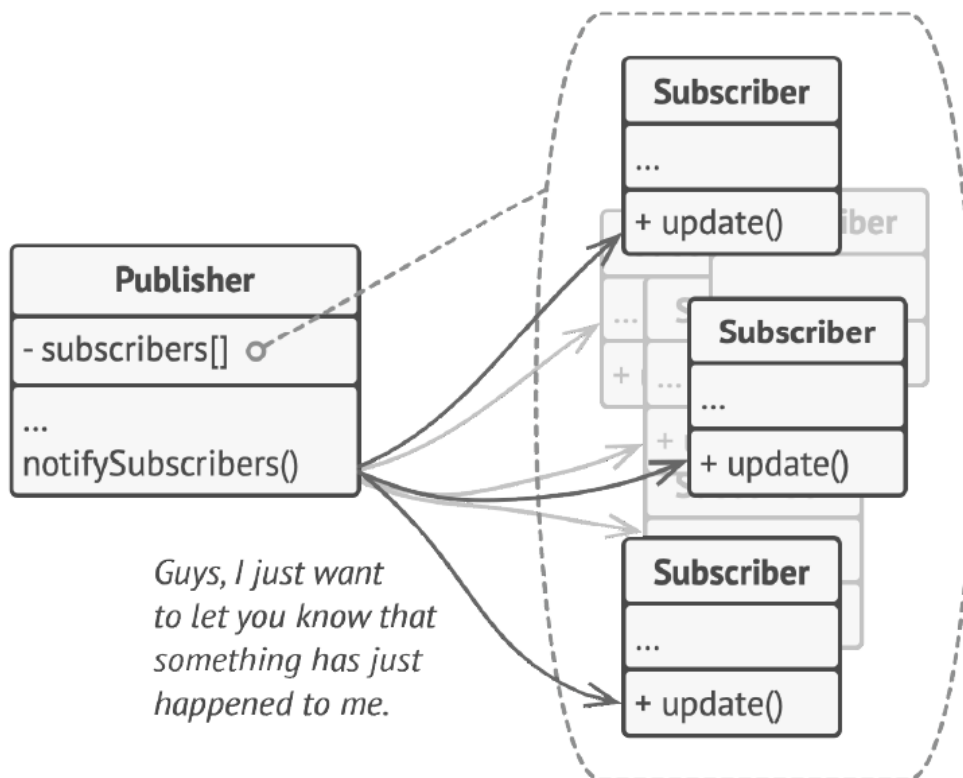 Subscriber
...
+ update()
Publisher
- subscribers[]
...
notifySubscribers()
Subscriber
...
+ update()
Guys, I just want
to let you know that
something has just
happened to me.
Subscriber
...
+ update()